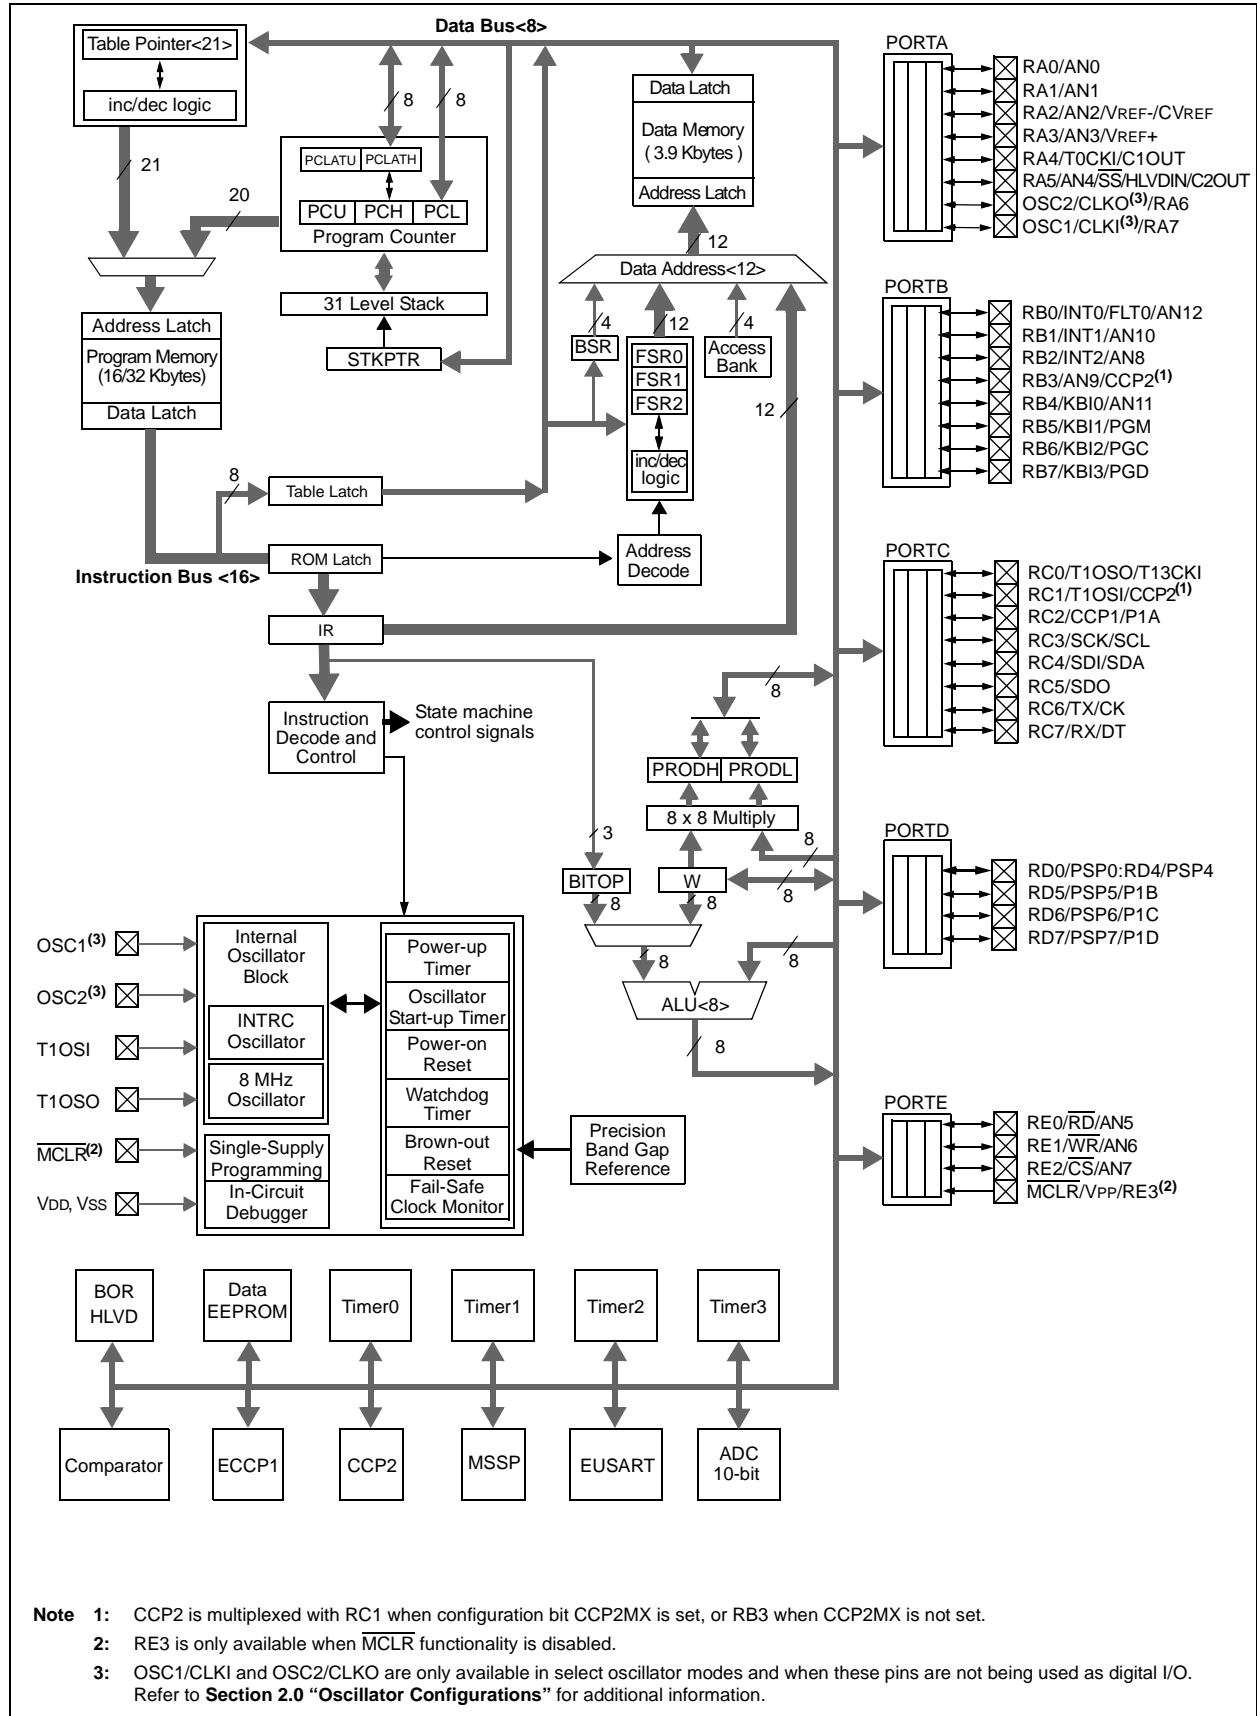 Data Bus<8>
Table Pointer<21>
inc/dec logic
21
20
8
8
PCLATU PCLATH
PCU PCH PCL
Program Counter
31 Level Stack
STKPTR
Data Latch
Data Memory
( 3.9 Kbytes )
Address Latch
12
Data Address<12>
4
12
4
BSR
FSR0
FSR1
FSR2
inc/dec
logic
Access
Bank
12
Address Latch
Program Memory
(16/32 Kbytes)
Data Latch
8
Table Latch
ROM Latch
Instruction Bus <16>
Address
Decode
IR
Instruction
Decode and
Control
State machine
control signals
8
PRODH PRODL
8 x 8 Multiply
3
8
BITOP
W
8
8
8
8
8
ALU<8>
8
PORTA
RA0/AN0
RA1/AN1
RA2/AN2/VREF-/CVREF
RA3/AN3/VREF+
RA4/T0CKI/C1OUT
RA5/AN4/SS/HLVDIN/C2OUT
OSC2/CLKO(3)/RA6
OSC1/CLKI(3)/RA7
PORTB
RB0/INT0/FLT0/AN12
RB1/INT1/AN10
RB2/INT2/AN8
RB3/AN9/CCP2(1)
RB4/KBI0/AN11
RB5/KBI1/PGM
RB6/KBI2/PGC
RB7/KBI3/PGD
PORTC
RC0/T1OSO/T13CKI
RC1/T1OSI/CCP2(1)
RC2/CCP1/P1A
RC3/SCK/SCL
RC4/SDI/SDA
RC5/SDO
RC6/TX/CK
RC7/RX/DT
PORTD
RD0/PSP0:RD4/PSP4
RD5/PSP5/P1B
RD6/PSP6/P1C
RD7/PSP7/P1D
PORTE
RE0/RD/AN5
RE1/WR/AN6
RE2/CS/AN7
MCLR/VPP/RE3(2)
OSC1(3)
OSC2(3)
T1OSI
T1OSO
MCLR(2)
VDD, VSS
Internal
Oscillator
Block
INTRC
Oscillator
8 MHz
Oscillator
Single-Supply
Programming
In-Circuit
Debugger
Power-up
Timer
Oscillator
Start-up Timer
Power-on
Reset
Watchdog
Timer
Brown-out
Reset
Fail-Safe
Clock Monitor
Precision
Band Gap
Reference
BOR
HLVD
Data
EEPROM
Timer0
Timer1
Timer2
Timer3
Comparator
ECCP1
CCP2
MSSP
EUSART
ADC
10-bit
Note 1: CCP2 is multiplexed with RC1 when configuration bit CCP2MX is set, or RB3 when CCP2MX is not set.
2: RE3 is only available when MCLR functionality is disabled.
3: OSC1/CLKI and OSC2/CLKO are only available in select oscillator modes and when these pins are not being used as digital I/O.
Refer to Section 2.0 “Oscillator Configurations” for additional information.